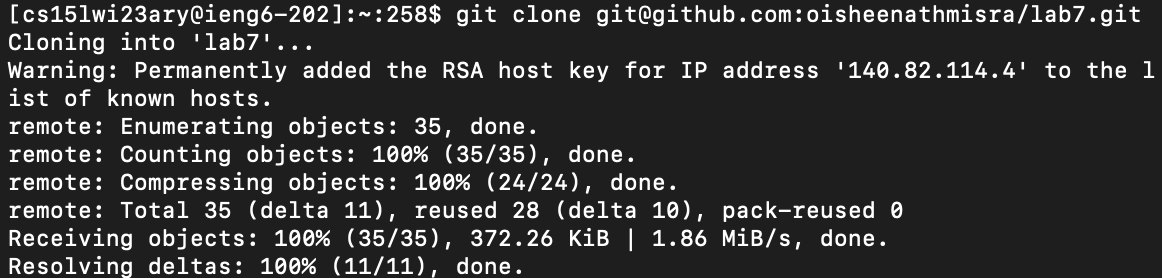 [cs15lwi23ary@ieng6-202]:~:258$ git clone git@github.com:oisheenathmisra/lab7.git
Cloning into 'lab7'...
Warning: Permanently added the RSA host key for IP address '140.82.114.4' to the l
ist of known hosts.
remote: Enumerating objects: 35, done.
remote: Counting objects: 100% (35/35), done.
remote: Compressing objects: 100% (24/24), done.
remote: Total 35 (delta 11), reused 28 (delta 10), pack-reused 0
Receiving objects: 100% (35/35), 372.26 KiB | 1.86 MiB/s, done.
Resolving deltas: 100% (11/11), done.